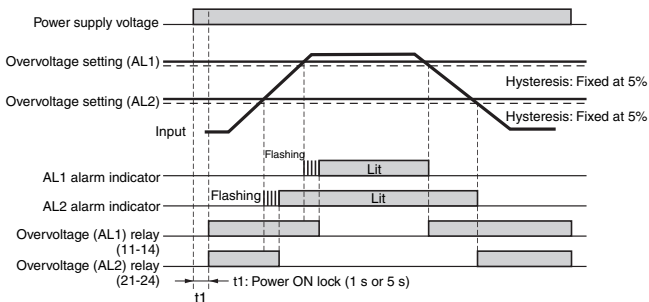 Power supply voltage
Overvoltage setting (AL1)
Hysteresis: Fixed at 5%
Overvoltage setting (AL2)
Hysteresis: Fixed at 5%
Input
Flashing
AL1 alarm indicator
Lit
Flashing
AL2 alarm indicator
Lit
Overvoltage (AL1) relay
(11-14)
Overvoltage (AL2) relay
(21-24)
t1: Power ON lock (1 s or 5 s)
t1